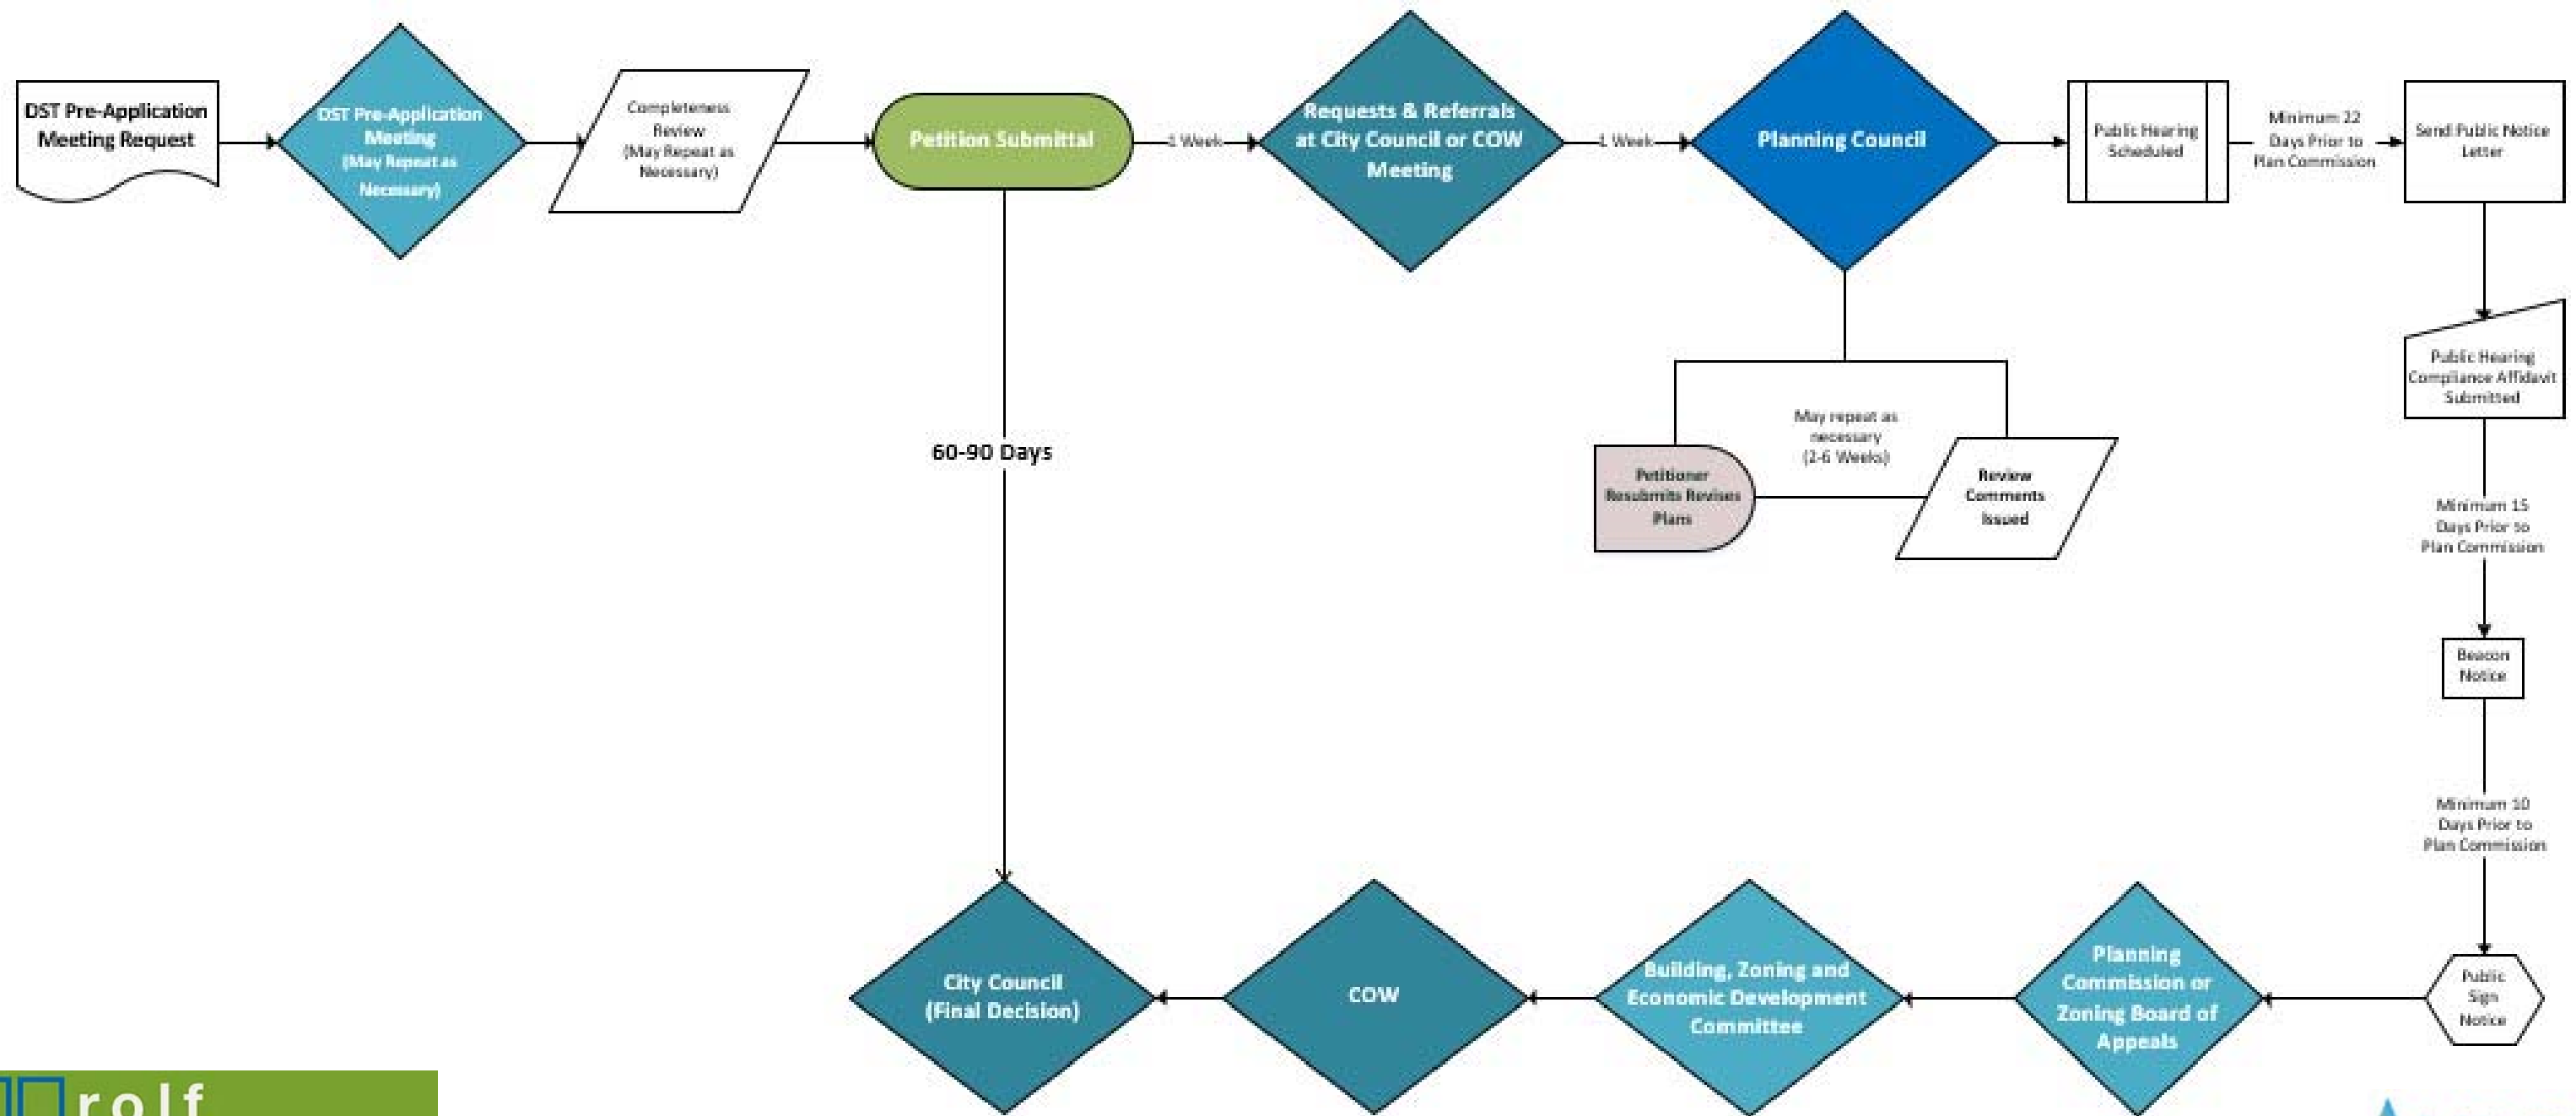 DST Pre-Application
Meeting Request
DST Pre-Application
Meeting
(May Repeat as
Necessary)
Completeness
Review
(May Repeat as
Necessary)
Petition Submittal
1 Week
Requests & Referrals
at City Council or COW
Meeting
1 Week
Planning Council
Public Hearing
Scheduled
Minimum 22
Days Prior to
Plan Commission
Send Public Notice
Letter
Public Hearing
Compliance Affidavit
Submitted
May repeat as
necessary
(2-6 Weeks)
Petitioner
Resubmits Revises
Plans
Review
Comments
Issued
60-90 Days
Minimum 15
Days Prior to
Plan Commission
Beacon
Notice
Minimum 10
Days Prior to
Plan Commission
City Council
(Final Decision)
COW
Building, Zoning and
Economic Development
Committee
Planning
Commission or
Zoning Board of
Appeals
Public
Sign
Notice
rolf